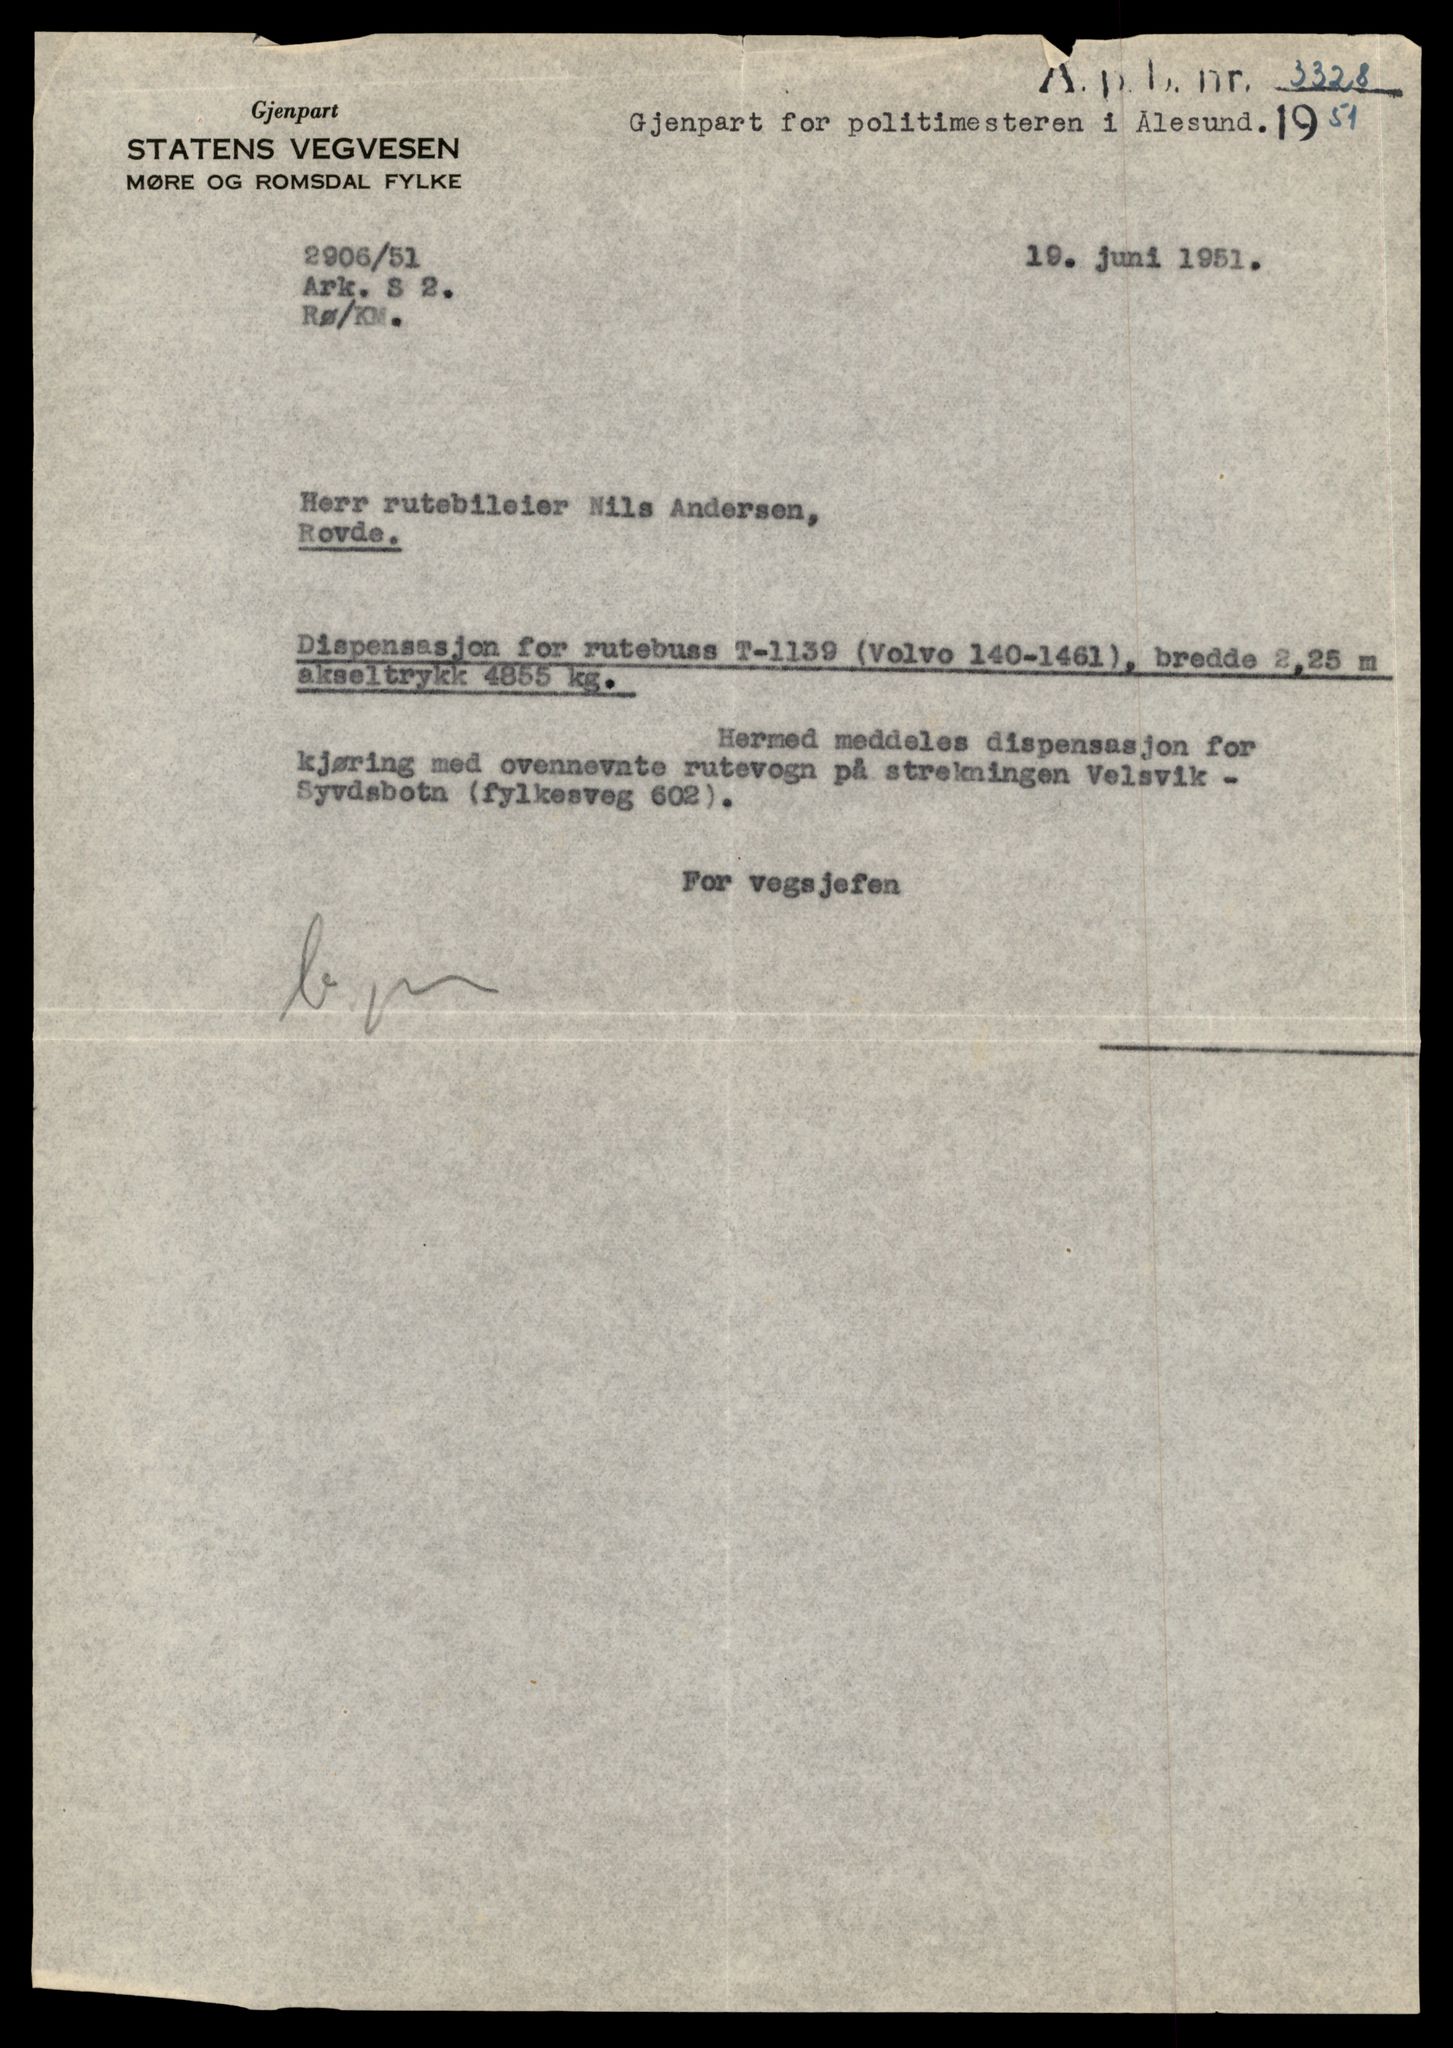 A. p. b. nr. 3328
Gjenpart
Gjenpart for politimesteren i Ålesund. 19 51
STATENS VEGVESEN
MØRE OG ROMSDAL FYLKE
2906/51
19. juni 1951.
Ark. S 2.
Rø/KM.
Herr rutebileier Nils Andersen,
Rovde.
Dispensasjon for rutebuss T-1139 (Volvo 140-1461), bredde 2,25 m
akseltrykk 4855 kg.
Hermed meddeles dispensasjon for
kjøring med ovennevnte rutevogn på strekningen Velsvik -
Syvdsbotn (fylkesveg 602).
For vegsjefen